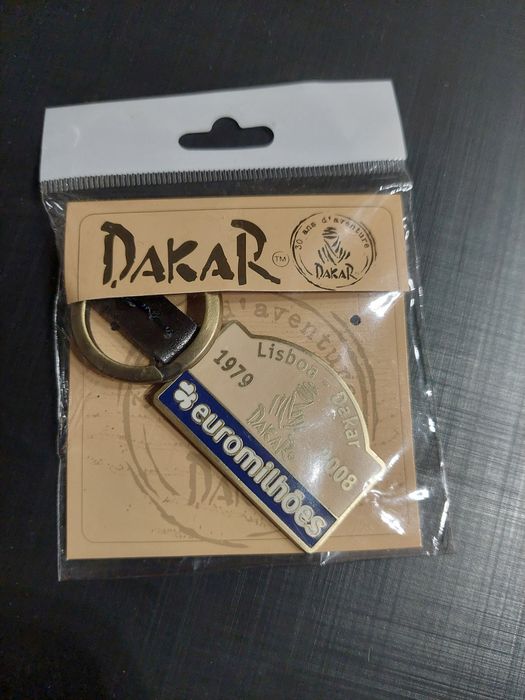 DAKAR TM
30 ans d'aventure
DAKAR
d'aventure
Lisboa - Dakar
1979
2008
DAKAR
euromilhões